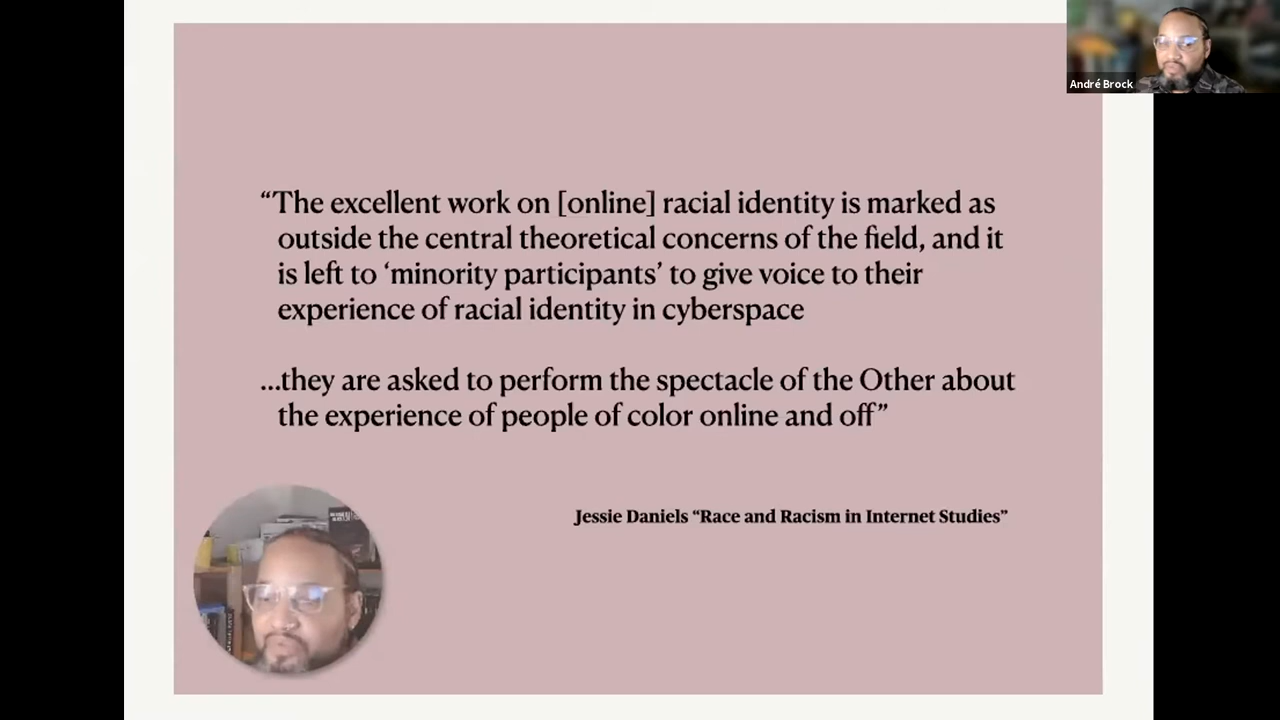 André Brock
“The excellent work on [online] racial identity is marked as
outside the central theoretical concerns of the field, and it
is left to ‘minority participants’ to give voice to their
experience of racial identity in cyberspace
...they are asked to perform the spectacle of the Other about
the experience of people of color online and off”
Jessie Daniels “Race and Racism in Internet Studies”